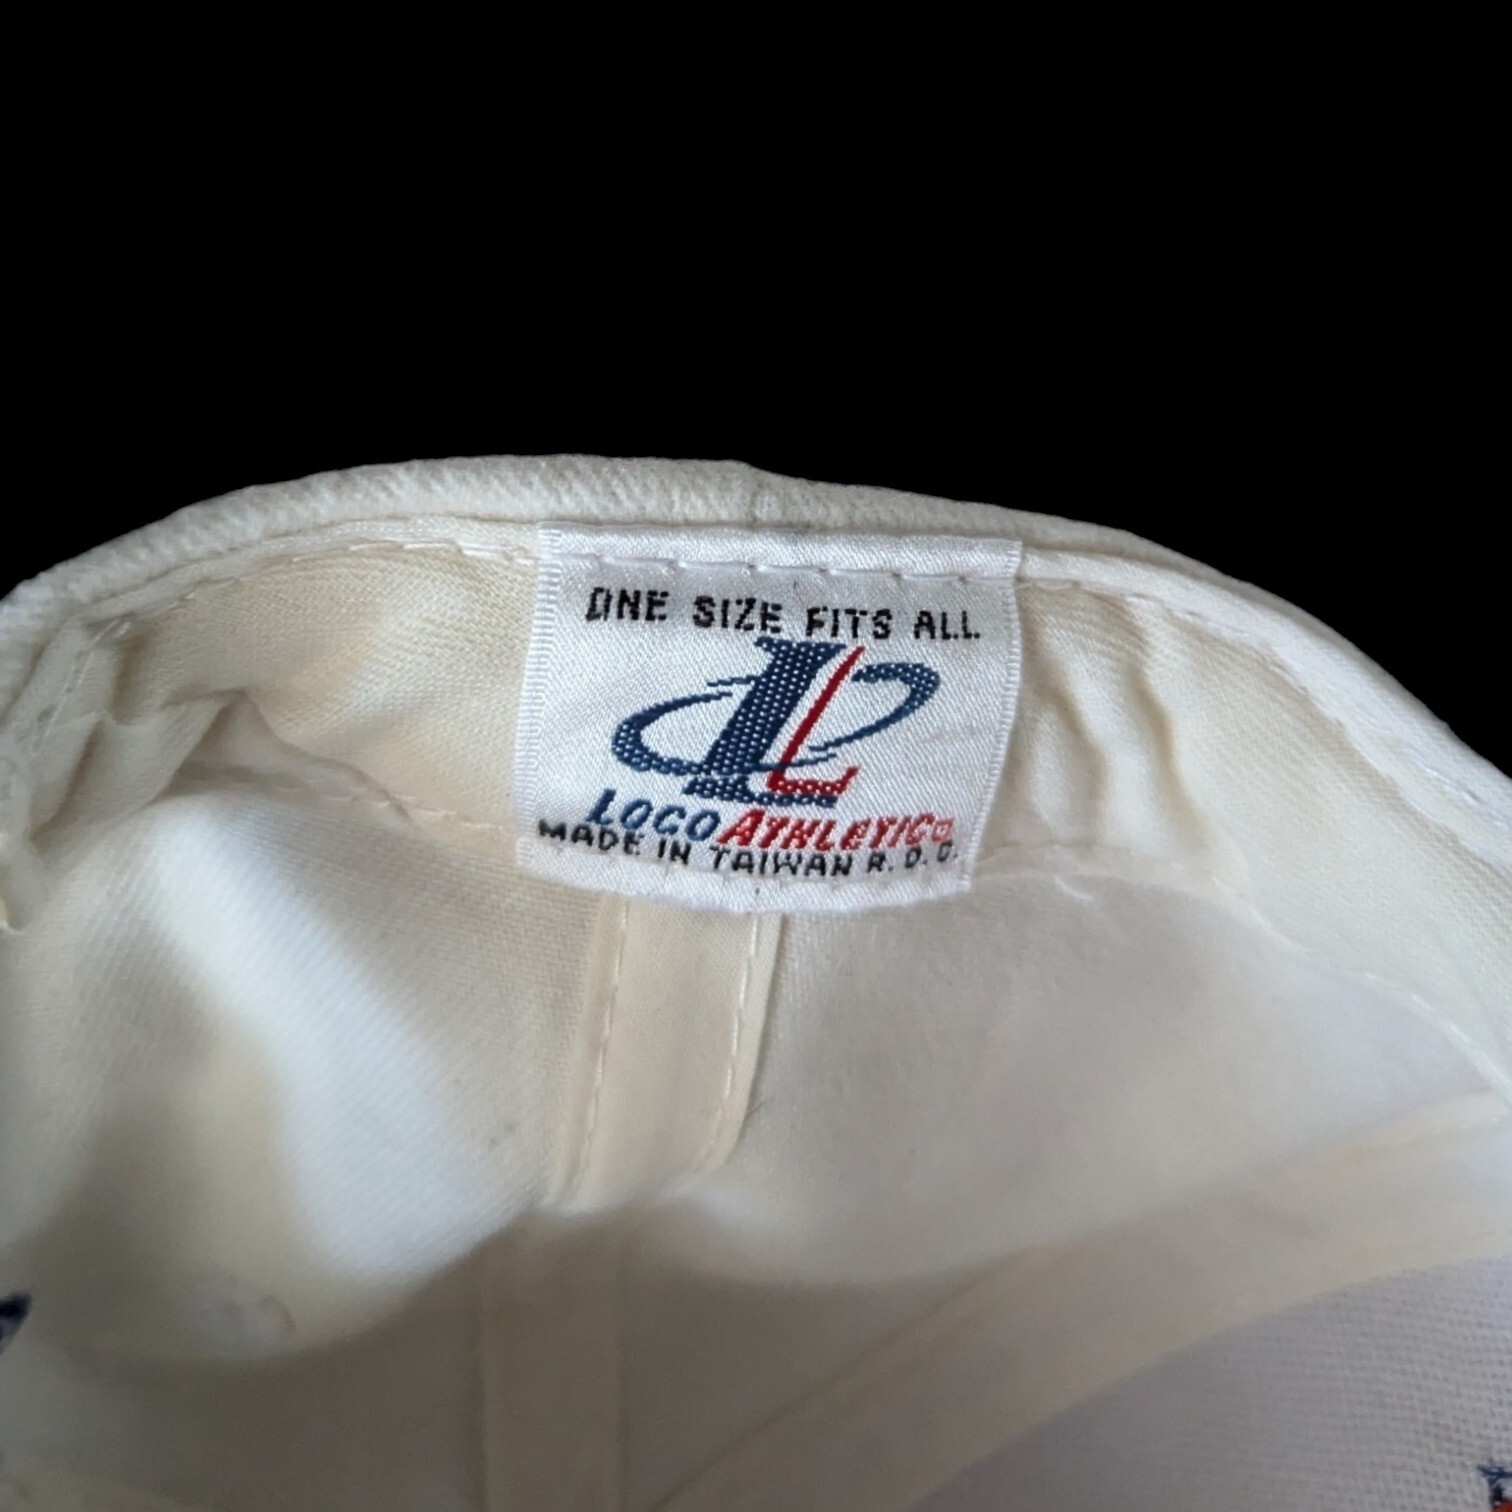 ONE SIZE FITS ALL
LOGO ATHLETIC
MADE IN TAIWAN R.O.C.